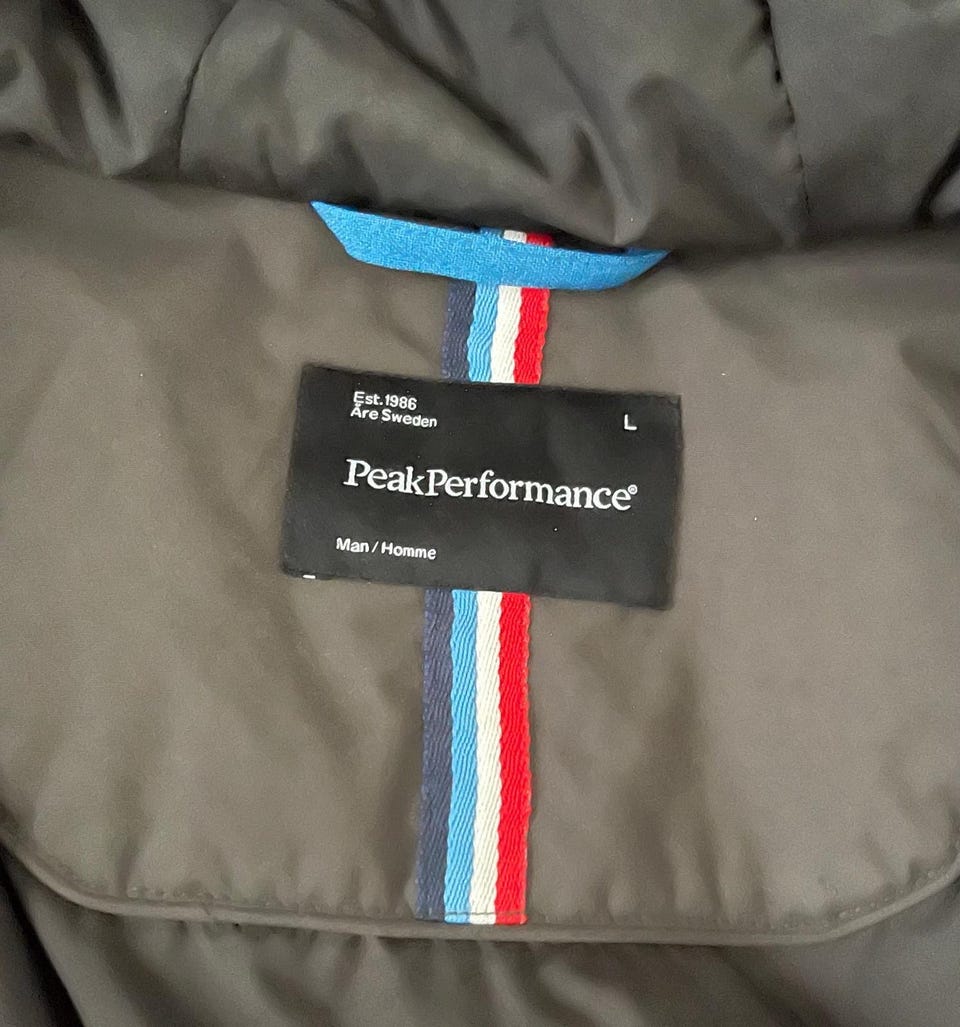 Est.1986
Åre Sweden
L
PeakPerformance®
Man / Homme